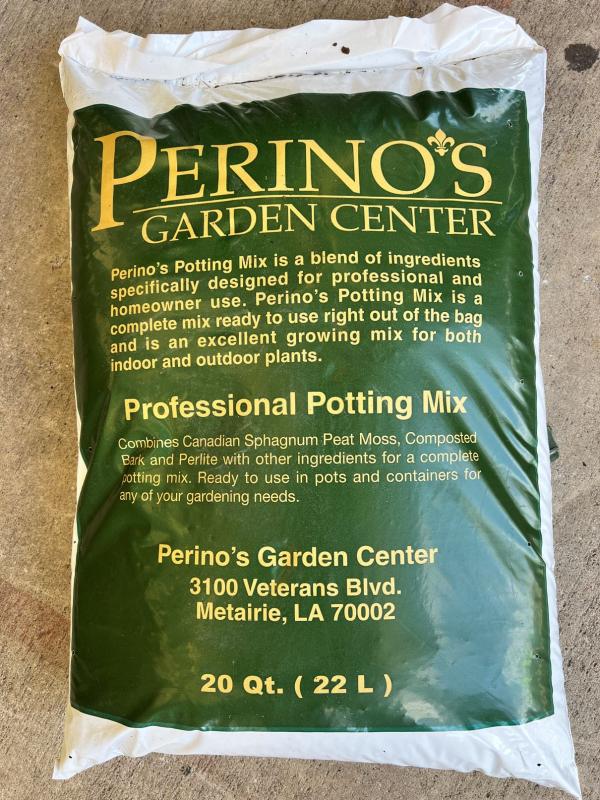 PERINO'S
GARDEN CENTER
Perino's Potting Mix is a blend of ingredients
specifically designed for professional and
homeowner use. Perino's Potting Mix is a
complete mix ready to use right out of the bag
and is an excellent growing mix for both
indoor and outdoor plants.
Professional Potting Mix
Combines Canadian Sphagnum Peat Moss, Composted
Bark and Perlite with other ingredients for a complete
potting mix. Ready to use in pots and containers for
any of your gardening needs.
Perino's Garden Center
3100 Veterans Blvd.
Metairie, LA 70002
20 Qt. ( 22 L )